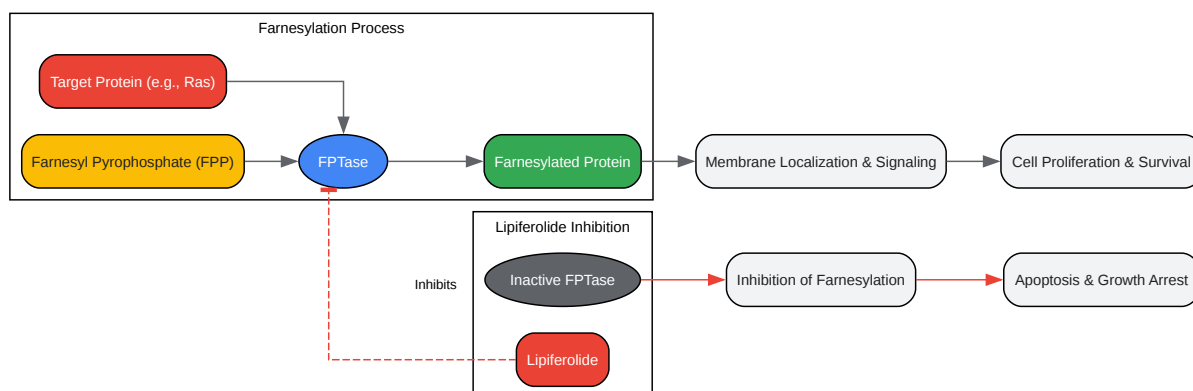 Farnesylation Process
Target Protein (e.g., Ras)
Farnesyl Pyrophosphate (FPP)
FPTase
Farnesylated Protein
Membrane Localization & Signaling
Cell Proliferation & Survival
Lipiferolide Inhibition
Inhibits
Inactive FPTase
Inhibition of Farnesylation
Apoptosis & Growth Arrest
Lipiferolide